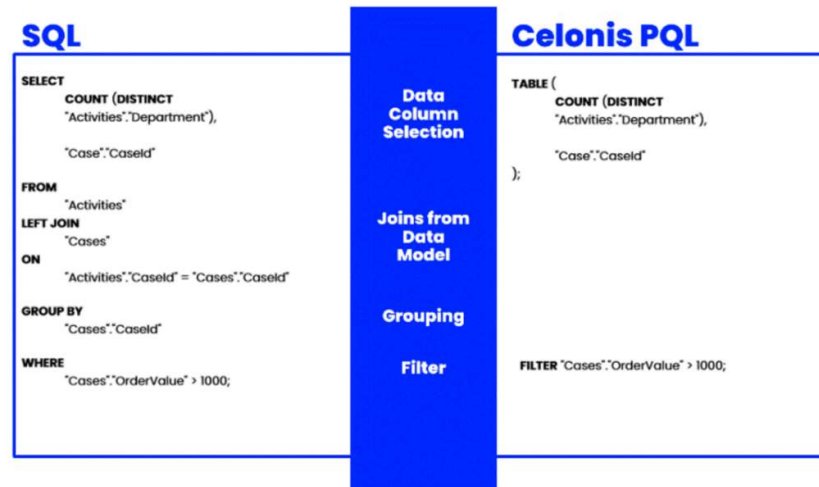 SQL
SELECT
COUNT (DISTINCT
"Activities"."Department"),
"Case"."CaseId"
FROM
"Activities"
LEFT JOIN
"Cases"
ON
"Activities"."CaseId" = "Cases"."CaseId"
GROUP BY
"Cases"."CaseId"
WHERE
"Cases"."OrderValue" > 1000;
Data
Column
Selection
Joins from
Data
Model
Grouping
Filter
Celonis PQL
TABLE (
COUNT (DISTINCT
"Activities"."Department"),
"Case"."CaseId"
);
FILTER "Cases"."OrderValue" > 1000;